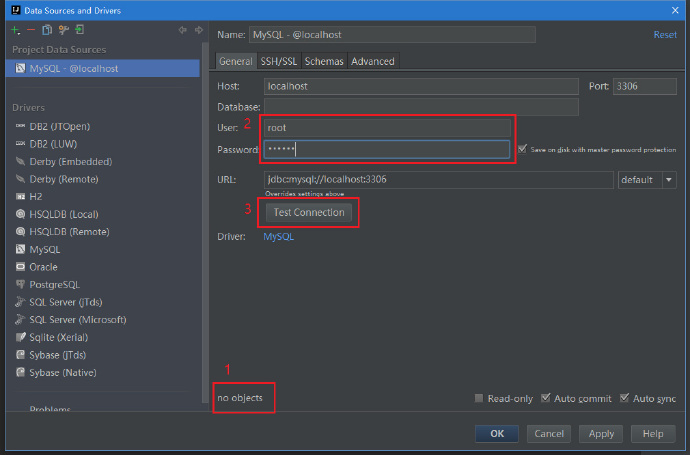 Data Sources and Drivers
Project Data Sources
MySQL - @localhost
Drivers
DB2 (JTOpen)
DB2 (LUW)
Derby (Embedded)
Derby (Remote)
H2
HSQLDB (Local)
HSQLDB (Remote)
MySQL
Oracle
PostgreSQL
SQL Server (jTds)
SQL Server (Microsoft)
Sqlite (Xerial)
Sybase (jTds)
Sybase (Native)
Problems
Name: MySQL - @localhost Reset
General SSH/SSL Schemas Advanced
Host: localhost Port: 3306
Database:
2
User: root
Password: •••••• Save on disk with master password protection
URL: jdbc:mysql://localhost:3306 default
Overrides settings above
3 Test Connection
Driver: MySQL
1
no objects Read-only Auto commit Auto sync
OK Cancel Apply Help